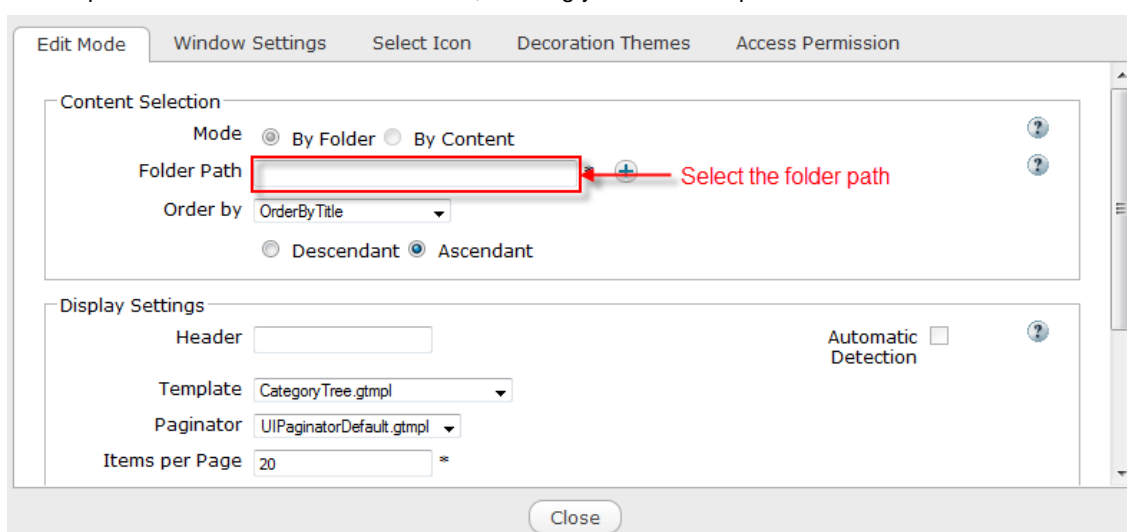 Edit Mode Window Settings Select Icon Decoration Themes Access Permission
Content Selection
Mode By Folder By Content ?
Folder Path * + Select the folder path ?
Order by OrderByTitle
Descendant Ascendant
Display Settings
Header Automatic Detection ?
Template CategoryTree.gtmpl
Paginator UIPaginatorDefault.gtmpl
Items per Page 20 *
Close